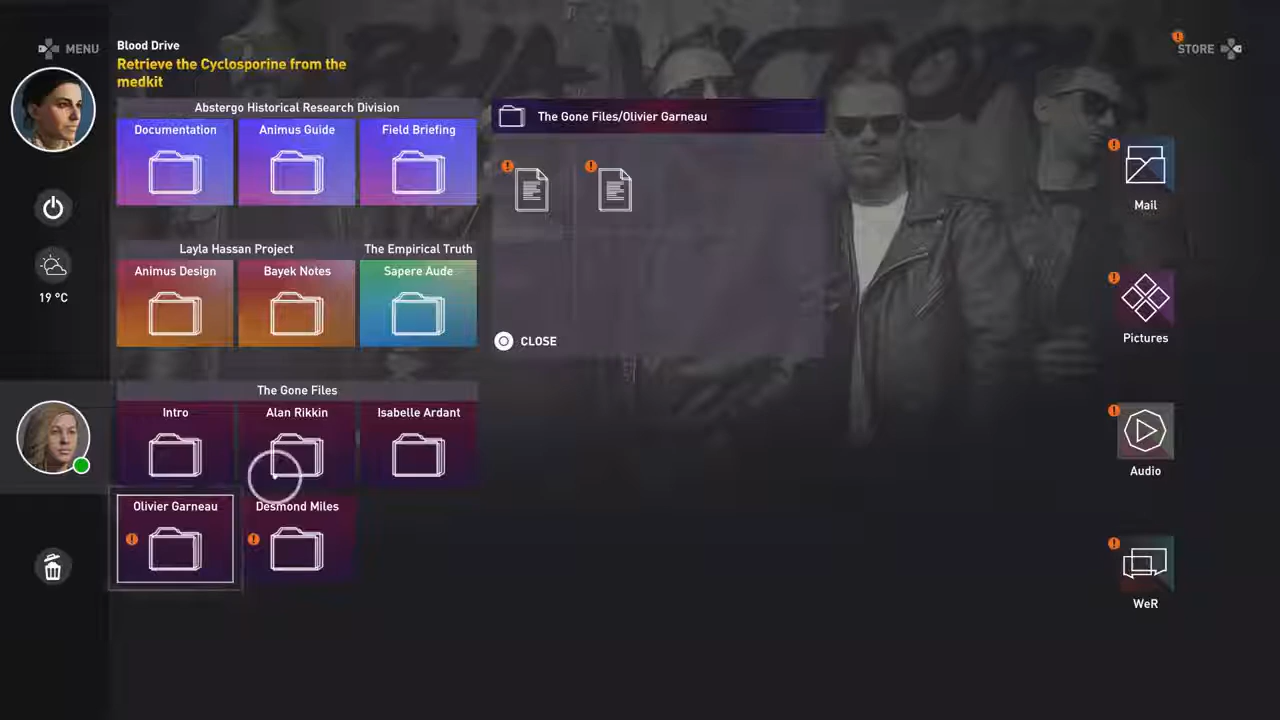 MENU
Blood Drive
Retrieve the Cyclosporine from the
medkit
STORE
Abstergo Historical Research Division
Documentation
Animus Guide
Field Briefing
The Gone Files/Olivier Garneau
Mail
Layla Hassan Project
The Empirical Truth
Animus Design
Bayek Notes
Sapere Aude
19 °C
CLOSE
Pictures
The Gone Files
Intro
Alan Rikkin
Isabelle Ardant
Audio
Olivier Garneau
Desmond Miles
WeR